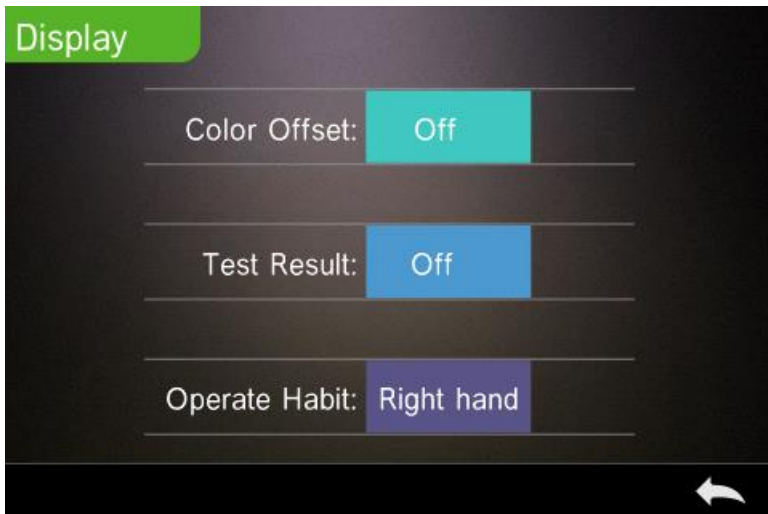 Display
Color Offset: Off
Test Result: Off
Operate Habit: Right hand